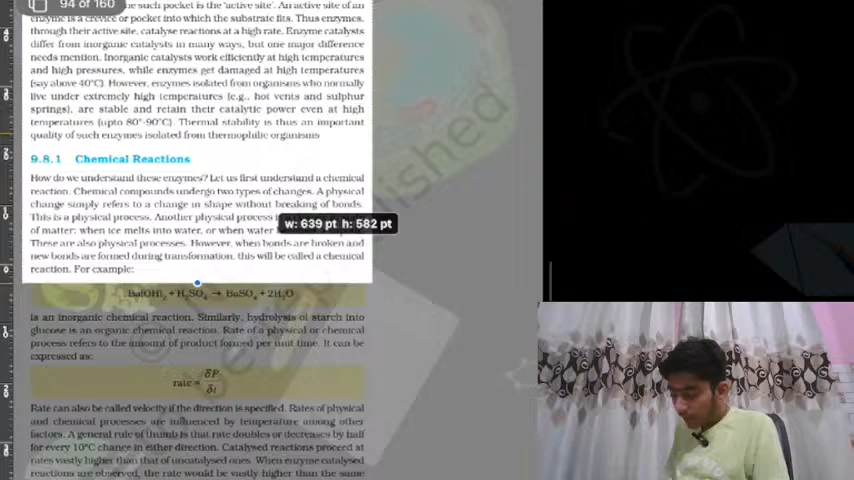 94 of 160
he such pocket is the 'active site'. An active site of an
enzyme is a crevice or pocket into which the substrate fits. Thus enzymes,
through their active site, catalyse reactions at a high rate. Enzyme catalysts
differ from inorganic catalysts in many ways, but one major difference
needs mention. Inorganic catalysts work efficiently at high temperatures
and high pressures, while enzymes get damaged at high temperatures
(say above 40°C). However, enzymes isolated from organisms who normally
live under extremely high temperatures (e.g., hot vents and sulphur
springs), are stable and retain their catalytic power even at high
temperatures (upto 80°-90°C). Thermal stability is thus an important
quality of such enzymes isolated from thermophilic organisms
9.8.1 Chemical Reactions
How do we understand these enzymes? Let us first understand a chemical
reaction. Chemical compounds undergo two types of changes. A physical
change simply refers to a change in shape without breaking of bonds.
This is a physical process. Another physical process
w: 639 pt h: 582 pt
of matter: when ice melts into water, or when water
These are also physical processes. However, when bonds are broken and
new bonds are formed during transformation, this will be called a chemical
reaction. For example:
Ba(OH)₂ + H₂SO₄ → BaSO₄ + 2H₂O
is an inorganic chemical reaction. Similarly, hydrolysis of starch into
glucose is an organic chemical reaction. Rate of a physical or chemical
process refers to the amount of product formed per unit time. It can be
expressed as:
rate = δP / δt
Rate can also be called velocity if the direction is specified. Rates of physical
and chemical processes are influenced by temperature among other
factors. A general rule of thumb is that rate doubles or decreases by half
for every 10°C change in either direction. Catalysed reactions proceed at
rates vastly higher than that of uncatalysed ones. When enzyme catalysed
reactions are observed, the rate would be vastly higher than the same